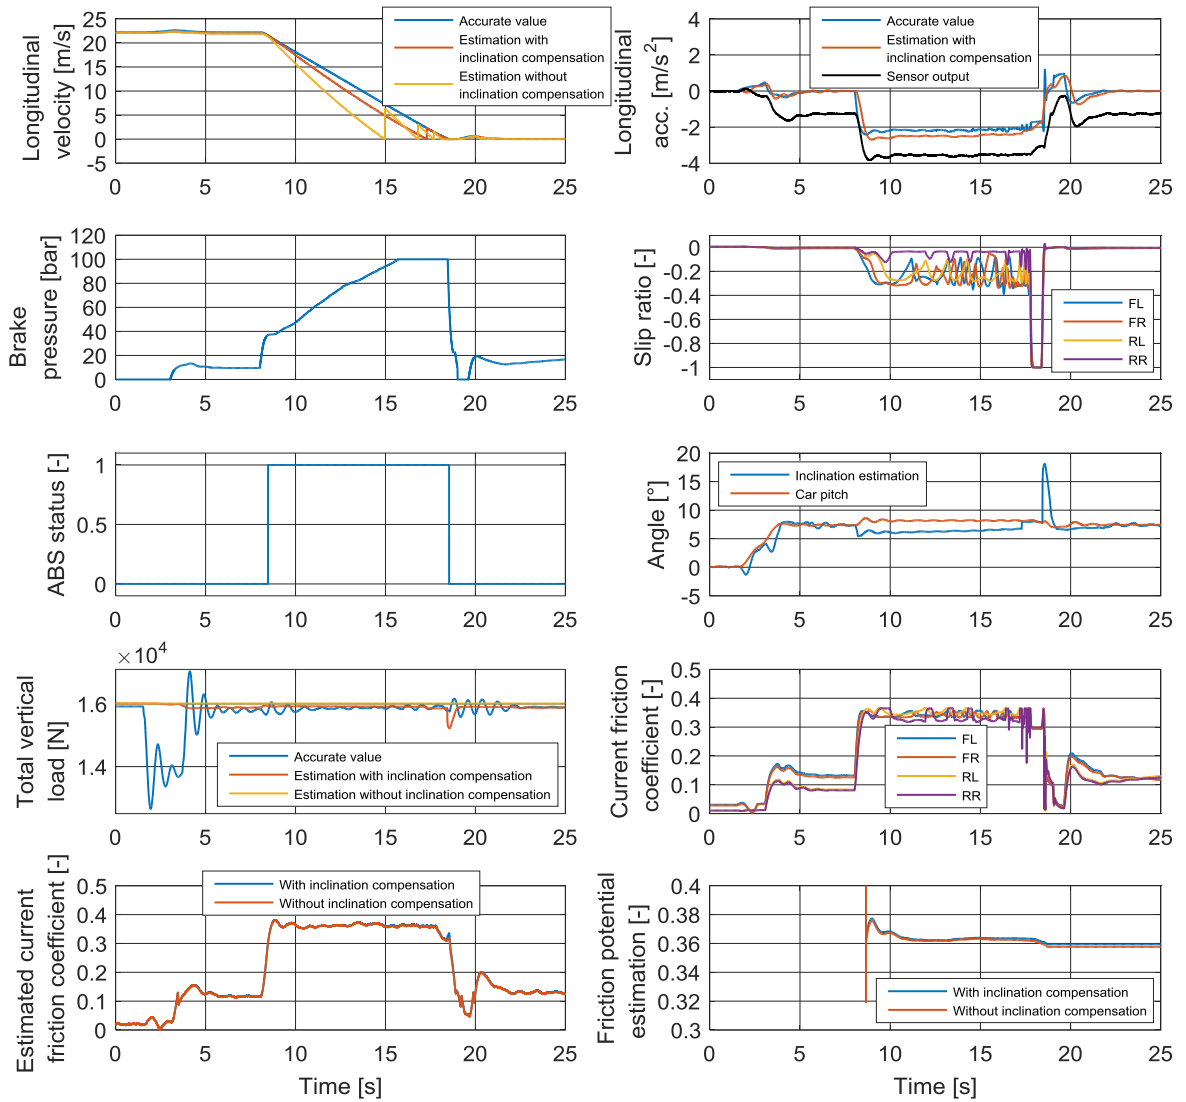 Longitudinal
velocity [m/s]
25
20
15
10
5
0
-5
0 5 10 15 20 25
Accurate value
Estimation with
inclination compensation
Estimation without
inclination compensation
Longitudinal
acc. [m/s2]
4
2
0
-2
-4
0 5 10 15 20 25
Accurate value
Estimation with
inclination compensation
Sensor output
Brake
pressure [bar]
120
100
80
60
40
20
0
0 5 10 15 20 25
Slip ratio [-]
0
-0.2
-0.4
-0.6
-0.8
-1
0 5 10 15 20 25
FL
FR
RL
RR
ABS status [-]
1
0.5
0
0 5 10 15 20 25
Angle [°]
20
15
10
5
0
-5
0 5 10 15 20 25
Inclination estimation
Car pitch
Total vertical
load [N]
×104
1.6
1.4
0 5 10 15 20 25
Accurate value
Estimation with inclination compensation
Estimation without inclination compensation
Current friction
coefficient [-]
0.5
0.4
0.3
0.2
0.1
0
0 5 10 15 20 25
FL
FR
RL
RR
Estimated current
friction coefficient [-]
0.5
0.4
0.3
0.2
0.1
0
0 5 10 15 20 25
With inclination compensation
Without inclination compensation
Time [s]
Friction potential
estimation [-]
0.4
0.38
0.36
0.34
0.32
0.3
0 5 10 15 20 25
With inclination compensation
Without inclination compensation
Time [s]